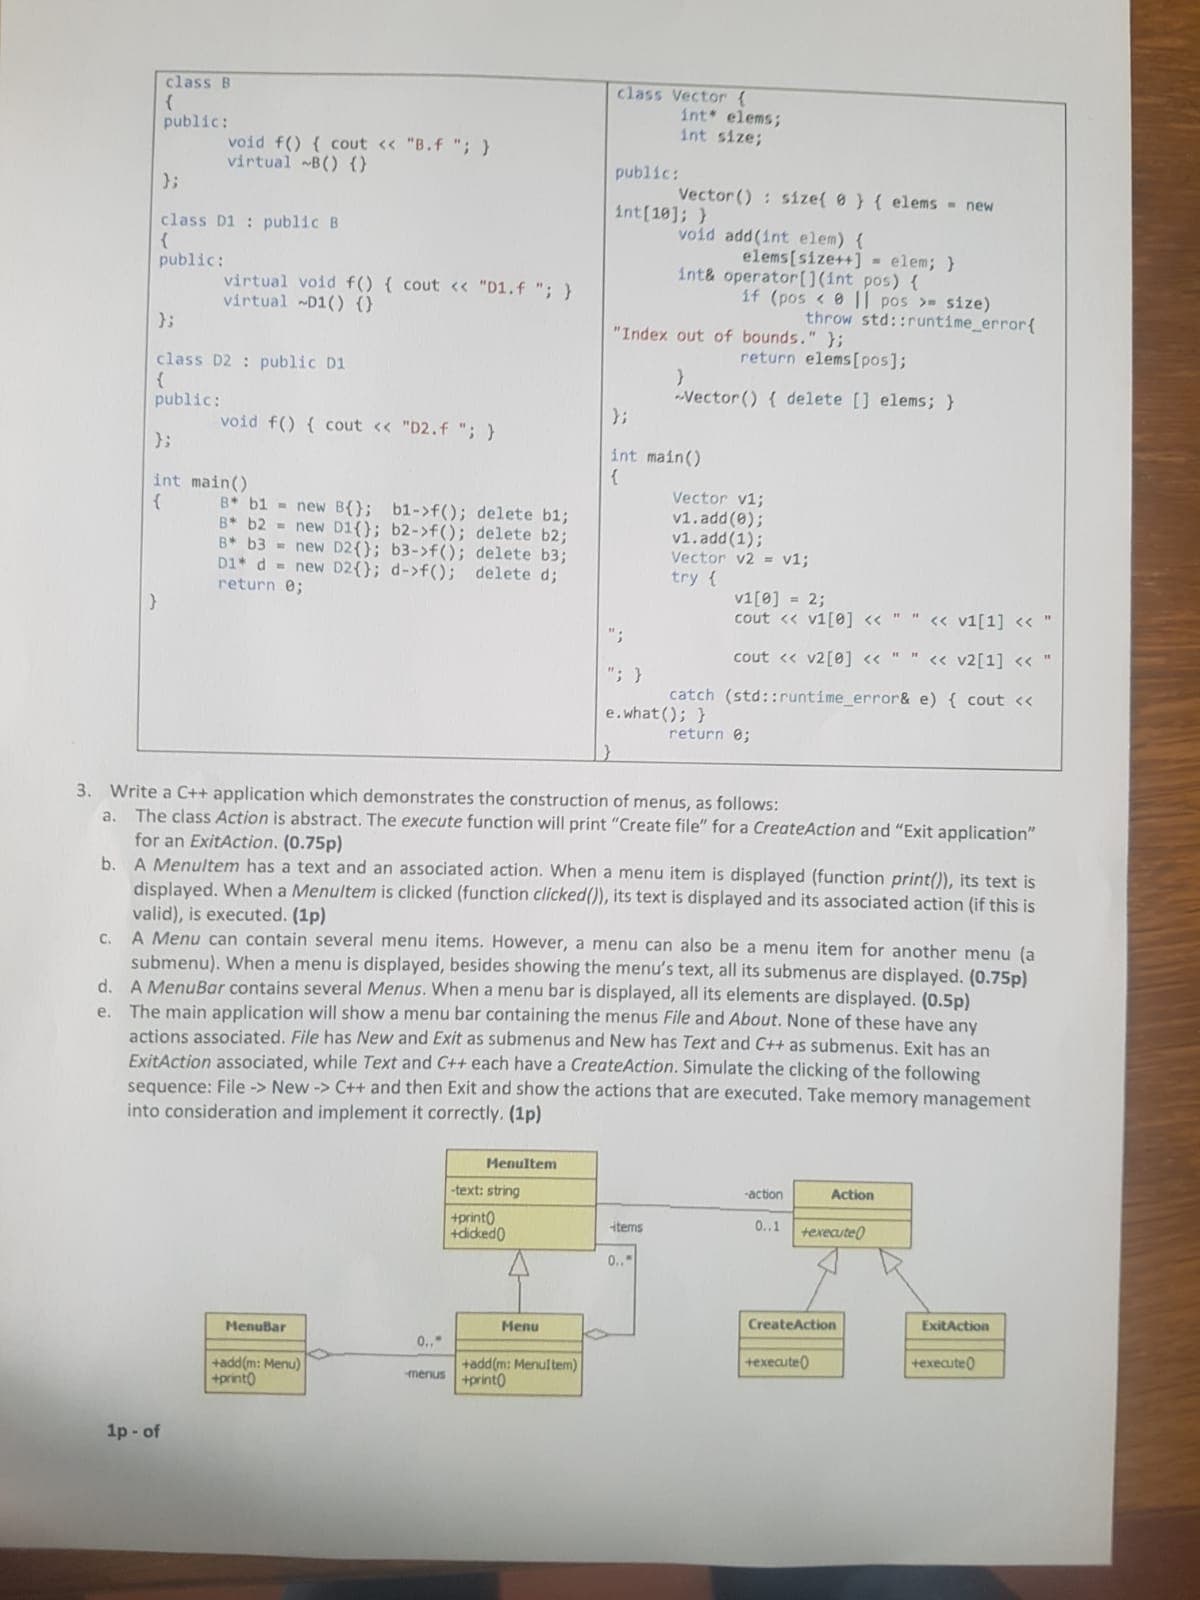 class B
{
public:
void f() { cout << "B.f "; }
virtual ~B() {}
};
class D1 : public B
{
public:
virtual void f() { cout << "D1.f "; }
virtual ~D1() {}
};
class D2 : public D1
{
public:
void f() { cout << "D2.f "; }
};
int main()
{ B* b1 = new B{}; b1->f(); delete b1;
B* b2 = new D1{}; b2->f(); delete b2;
B* b3 = new D2{}; b3->f(); delete b3;
D1* d = new D2{}; d->f(); delete d;
return 0;
}
class Vector {
int* elems;
int size;
public:
Vector() : size{ 0 } { elems = new
int[10]; }
void add(int elem) {
elems[size++] = elem; }
int& operator[](int pos) {
if (pos < 0 || pos >= size)
throw std::runtime_error{
"Index out of bounds." };
return elems[pos];
}
~Vector() { delete [] elems; }
};
int main()
{
Vector v1;
v1.add(0);
v1.add(1);
Vector v2 = v1;
try {
v1[0] = 2;
cout << v1[0] << " " << v1[1] << "
";
cout << v2[0] << " " << v2[1] << "
"; }
catch (std::runtime_error& e) { cout <<
e.what(); }
return 0;
}
3. Write a C++ application which demonstrates the construction of menus, as follows:
a. The class Action is abstract. The execute function will print “Create file” for a CreateAction and “Exit application”
for an ExitAction. (0.75p)
b. A MenuItem has a text and an associated action. When a menu item is displayed (function print()), its text is
displayed. When a MenuItem is clicked (function clicked()), its text is displayed and its associated action (if this is
valid), is executed. (1p)
c. A Menu can contain several menu items. However, a menu can also be a menu item for another menu (a
submenu). When a menu is displayed, besides showing the menu’s text, all its submenus are displayed. (0.75p)
d. A MenuBar contains several Menus. When a menu bar is displayed, all its elements are displayed. (0.5p)
e. The main application will show a menu bar containing the menus File and About. None of these have any
actions associated. File has New and Exit as submenus and New has Text and C++ as submenus. Exit has an
ExitAction associated, while Text and C++ each have a CreateAction. Simulate the clicking of the following
sequence: File -> New -> C++ and then Exit and show the actions that are executed. Take memory management
into consideration and implement it correctly. (1p)
MenuItem
-text: string
+print()
+clicked()
-action
0..1
Action
+execute()
-items
0..*
MenuBar
+add(m: Menu)
+print()
0..*
-menus
Menu
+add(m: MenuItem)
+print()
CreateAction
+execute()
ExitAction
+execute()
1p - of